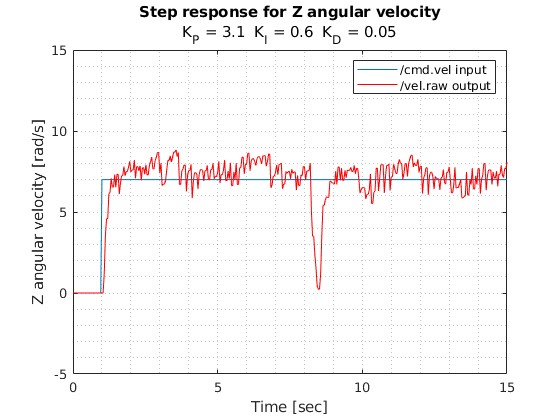 Step response for Z angular velocity
K_P = 3.1 K_I = 0.6 K_D = 0.05
15
10
5
0
-5
Z angular velocity [rad/s]
/cmd.vel input
/vel.raw output
0 5 10 15
Time [sec]